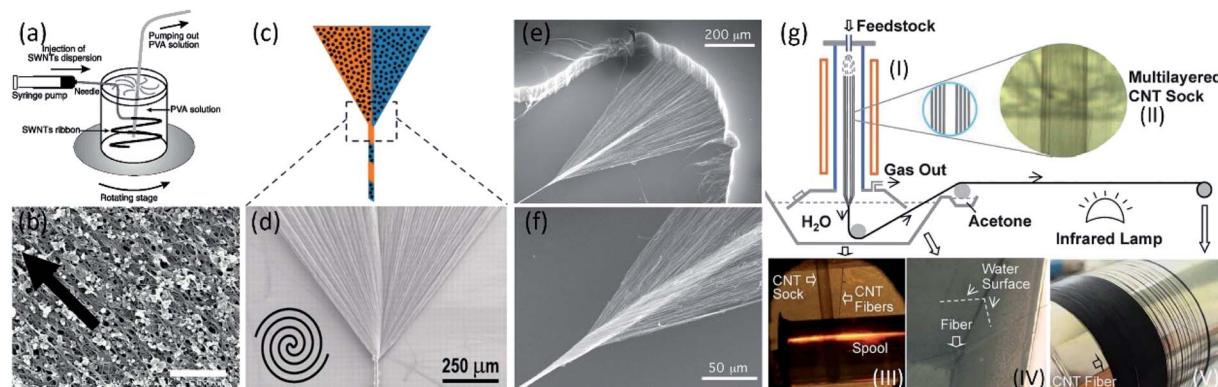 (a)
Pumping out
PVA solution
Injection of
SWNTs dispersion
Syringe pump
Needle
PVA solution
SWNTs ribbon
Rotating stage
(b)
(c)
(d)
250 μm
(e)
200 μm
(f)
50 μm
(g)
Feedstock
(I)
Multilayered
CNT Sock
(II)
Gas Out
H₂O
Acetone
Infrared Lamp
CNT
Sock
CNT
Fibers
Spool
(III)
Water
Surface
Fiber
(IV)
CNT Fiber
(V)